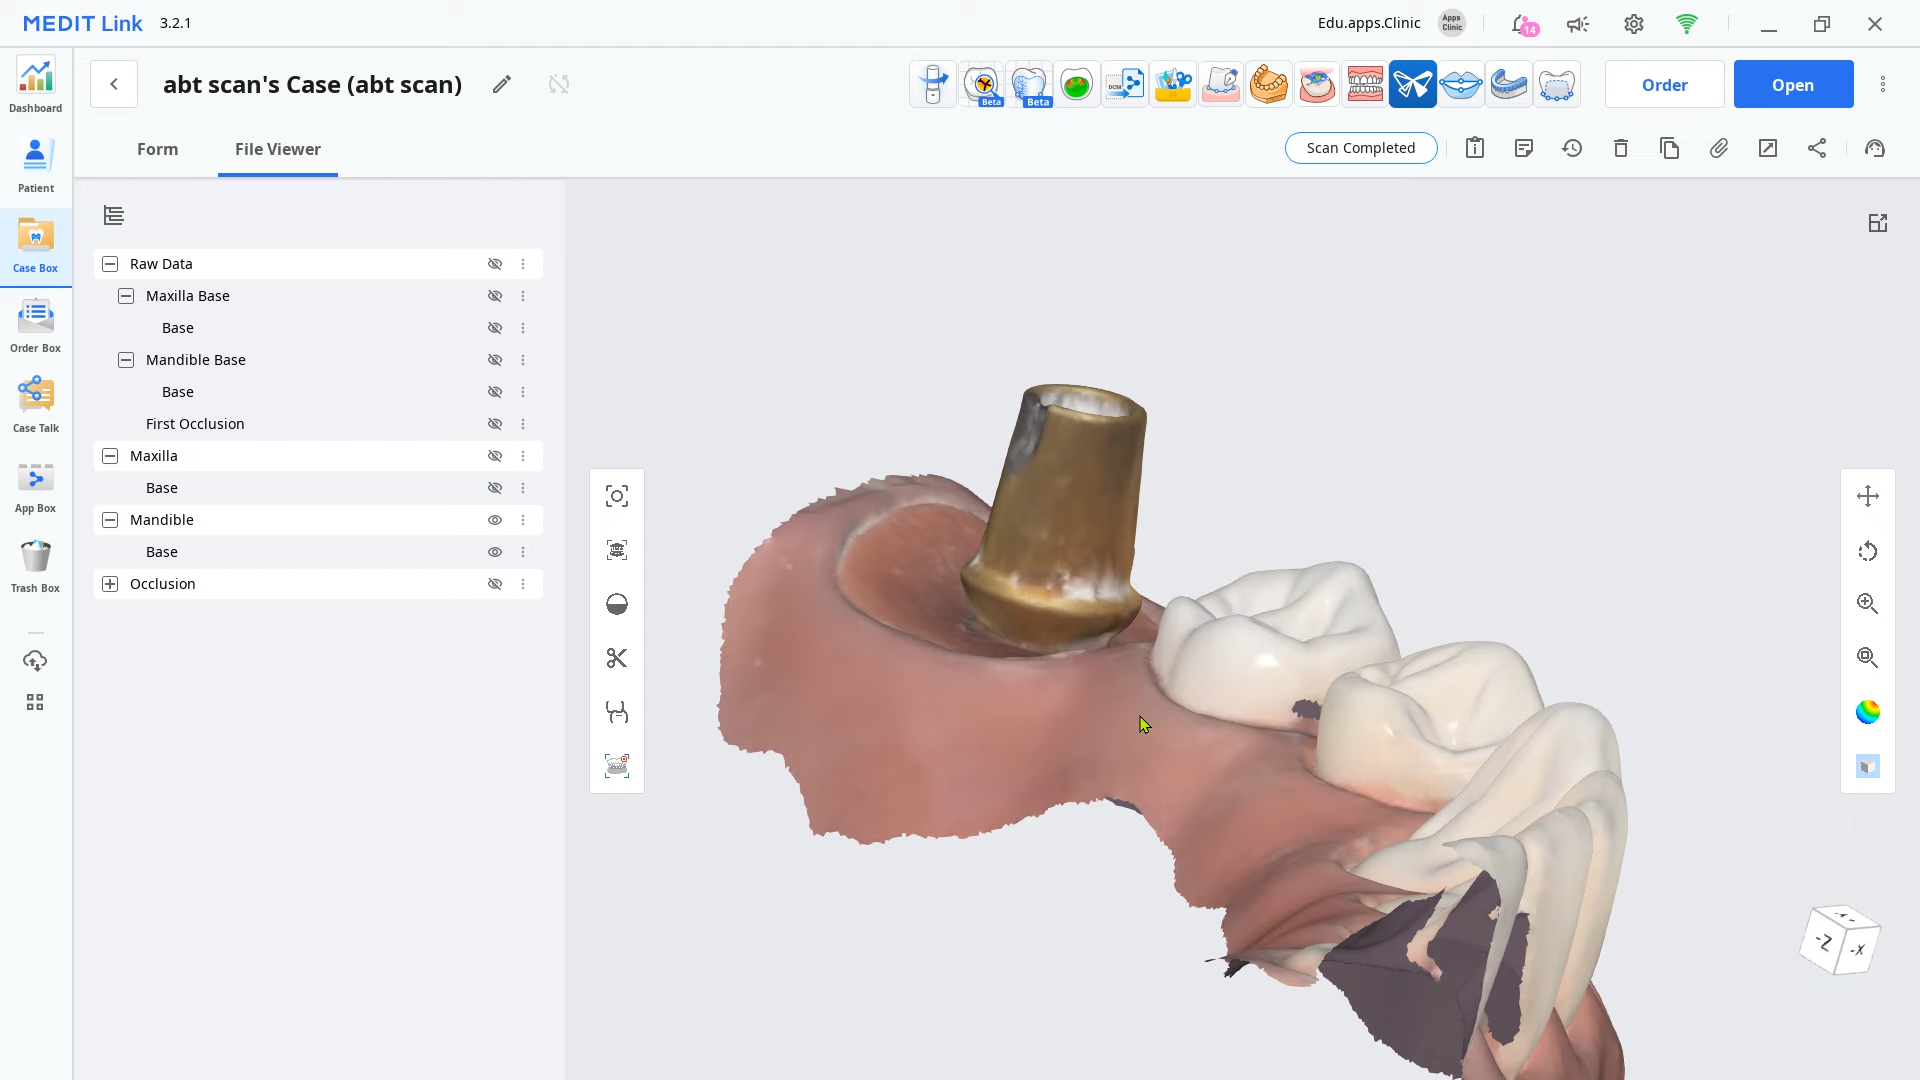 MEDIT Link 3.2.1
Edu.apps.Clinic
Apps
Clinic
14
abt scan's Case (abt scan)
Beta
Beta
DCM
Order
Open
Form
File Viewer
Scan Completed
Dashboard
Patient
Case Box
Order Box
Case Talk
App Box
Trash Box
Raw Data
Maxilla Base
Base
Mandible Base
Base
First Occlusion
Maxilla
Base
Mandible
Base
Occlusion
-Z
-X